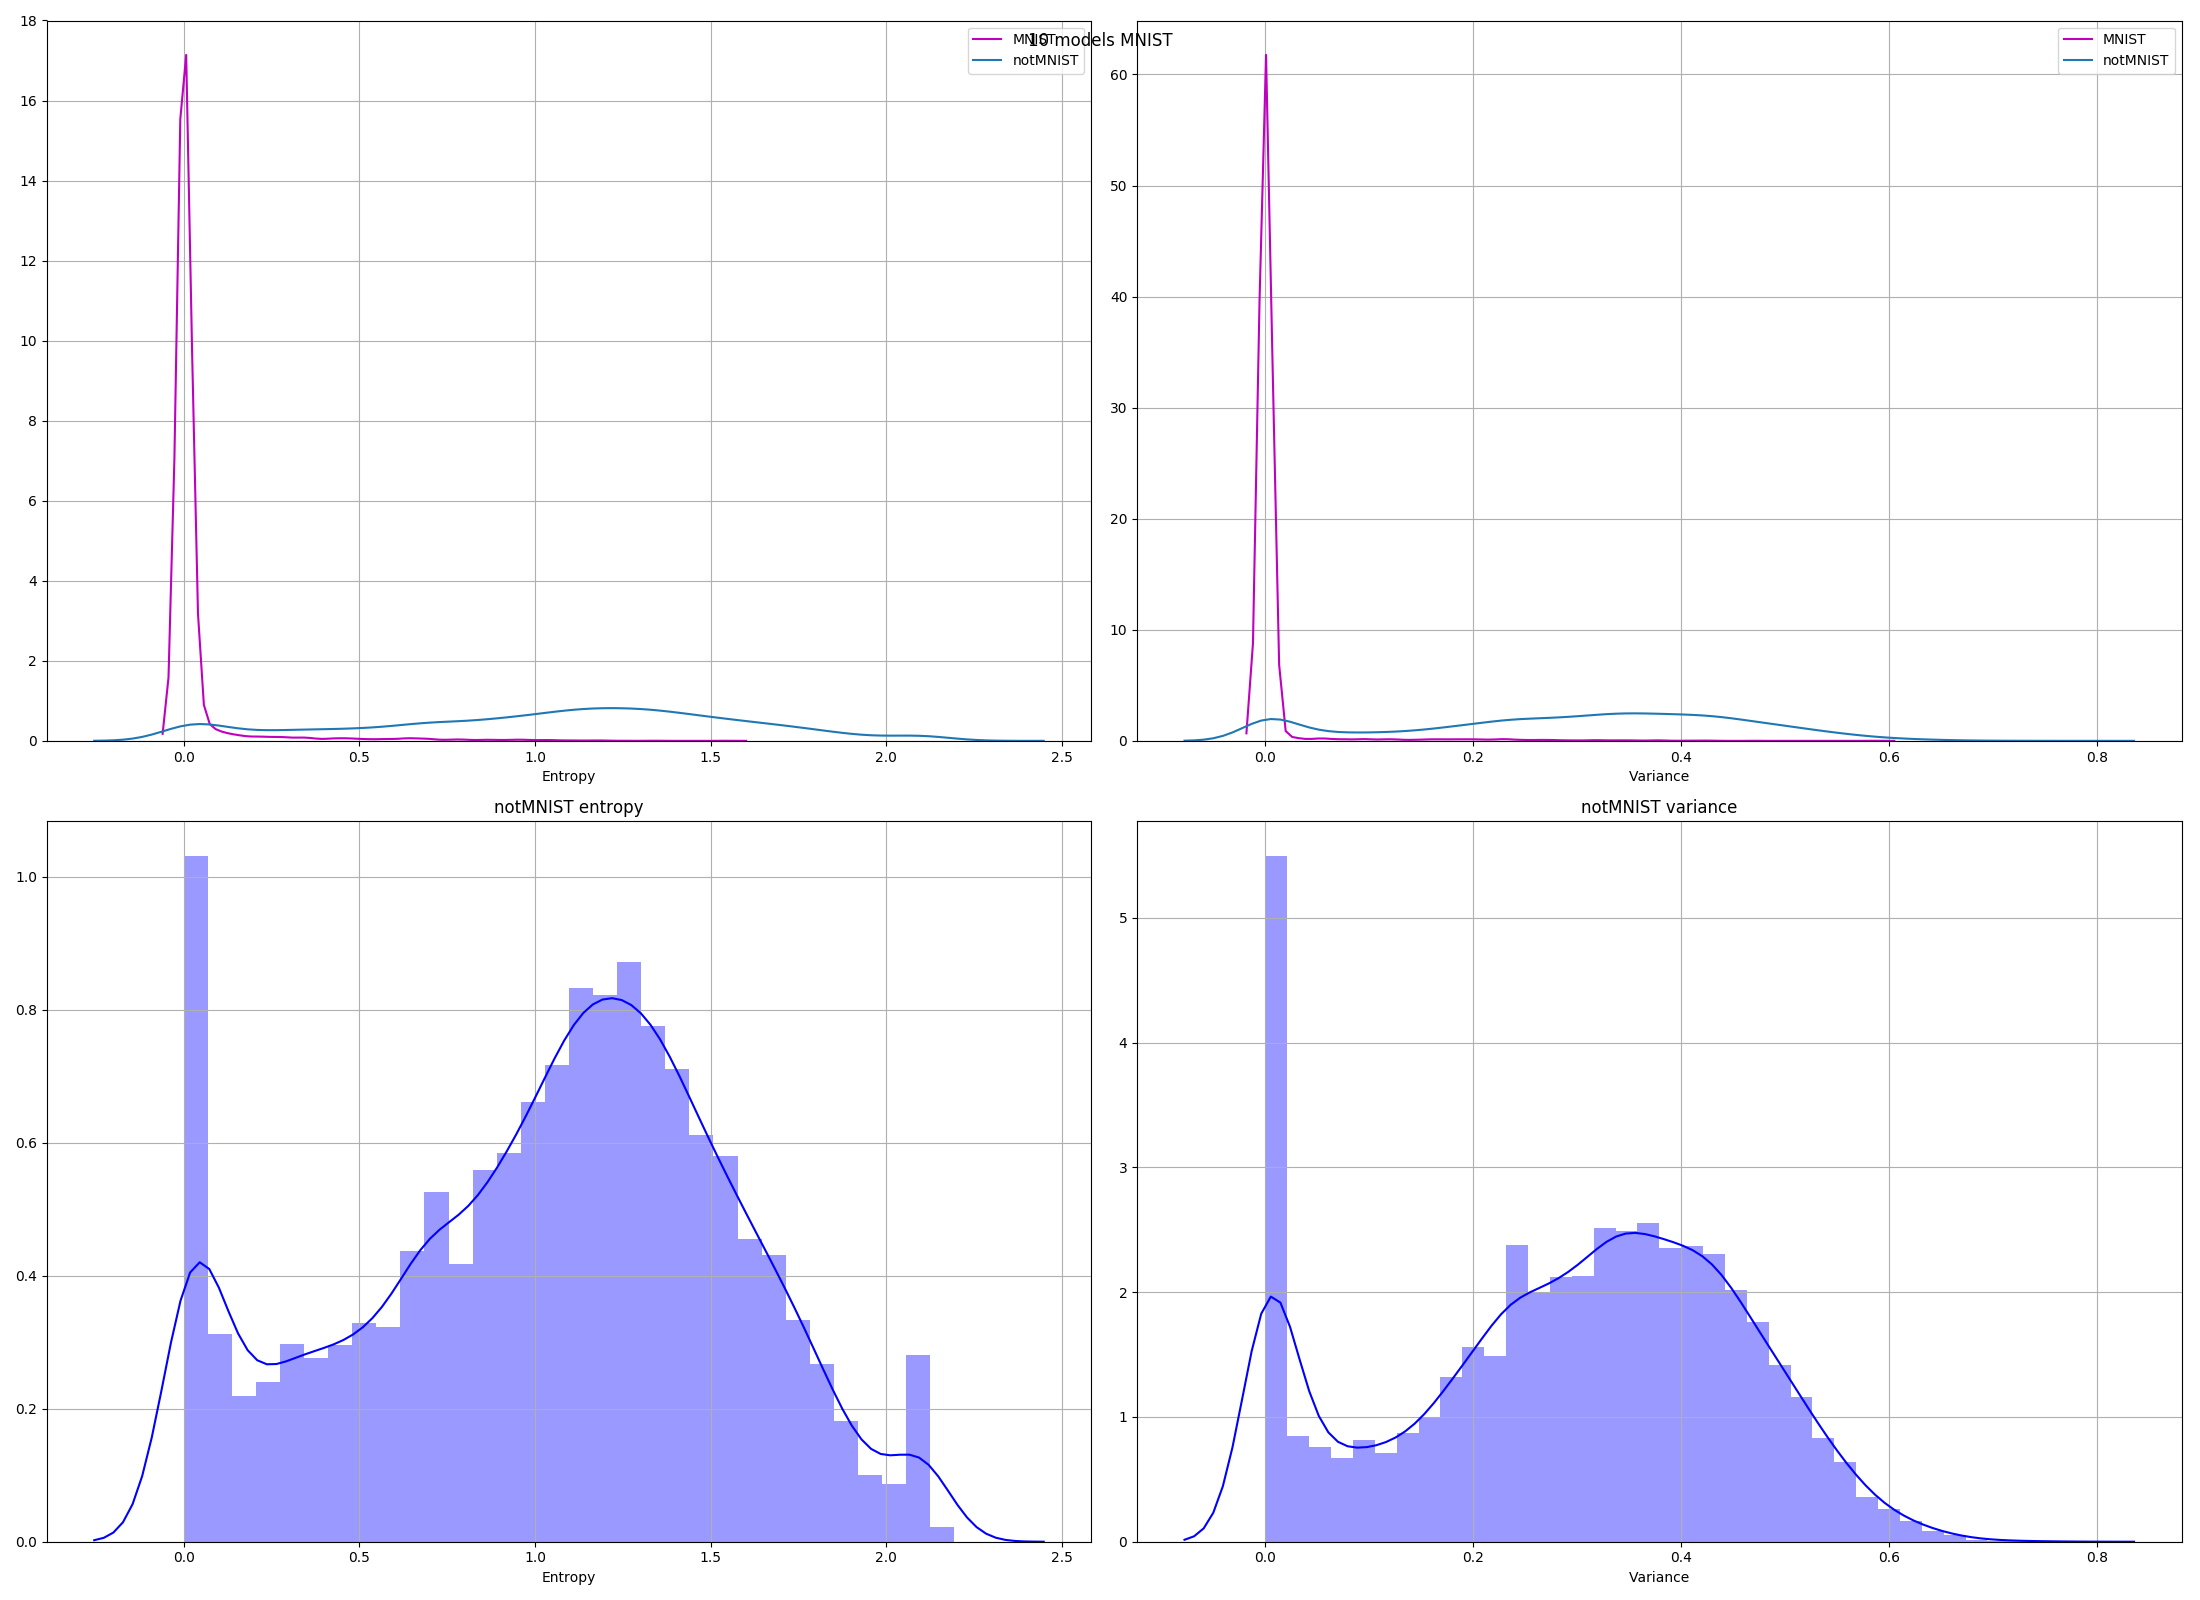 10 models MNIST
MNIST
notMNIST
18
16
14
12
10
8
6
4
2
0
0.0 0.5 1.0 1.5 2.0 2.5
Entropy
MNIST
notMNIST
60
50
40
30
20
10
0
0.0 0.2 0.4 0.6 0.8
Variance
notMNIST entropy
1.0
0.8
0.6
0.4
0.2
0.0
0.0 0.5 1.0 1.5 2.0 2.5
Entropy
notMNIST variance
5
4
3
2
1
0
0.0 0.2 0.4 0.6 0.8
Variance